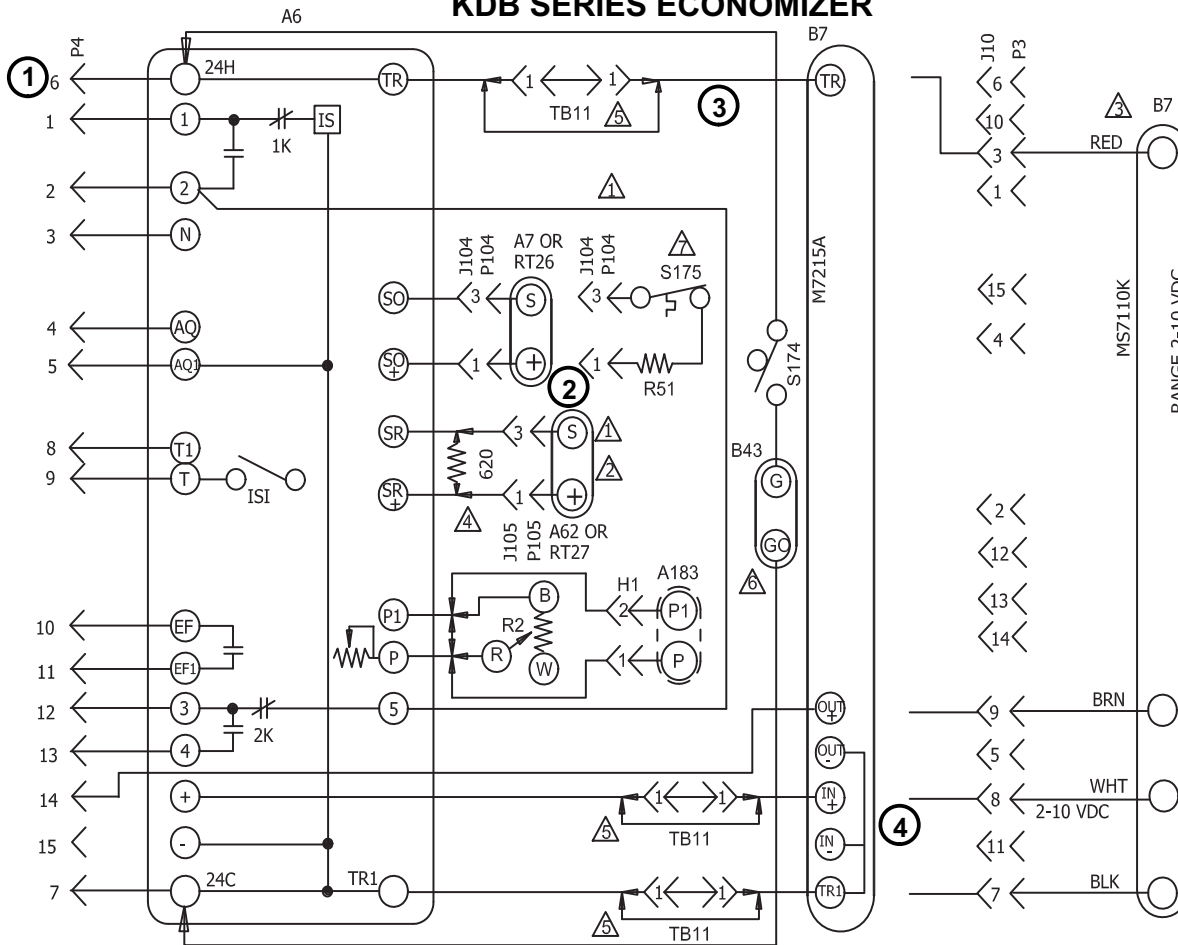 KDB SERIES ECONOMIZER
A6
B7
P4
J10
P3
1
6
24H
TR
1
1
TB11
5
3
TR
6
3
B7
1
1
IS
1K
10
3
RED
2
2
1
1
3
N
J104
P104
A7 OR
RT26
J104
P104
7
S175
M7215A
15
MS7110K
RANGE 2-10 VDC
SO
3
S
3
4
AQ
4
5
AQ1
SO
+
1
+
1
R51
S174
2
SR
3
S
1
8
T1
620
2
B43
9
T
ISI
SR
+
1
+
G
4
J105
P105
A62 OR
RT27
2
GO
12
6
H1
A183
B
2
P1
13
10
EF
P1
R2
14
11
EF1
P
R
W
1
P
12
3
5
OUT
+
9
BRN
2K
13
4
OUT
-
5
14
+
1
1
IN
+
8
WHT
2-10 VDC
5
TB11
4
15
-
IN
-
11
7
24C
TR1
1
1
TR1
7
BLK
5
TB11